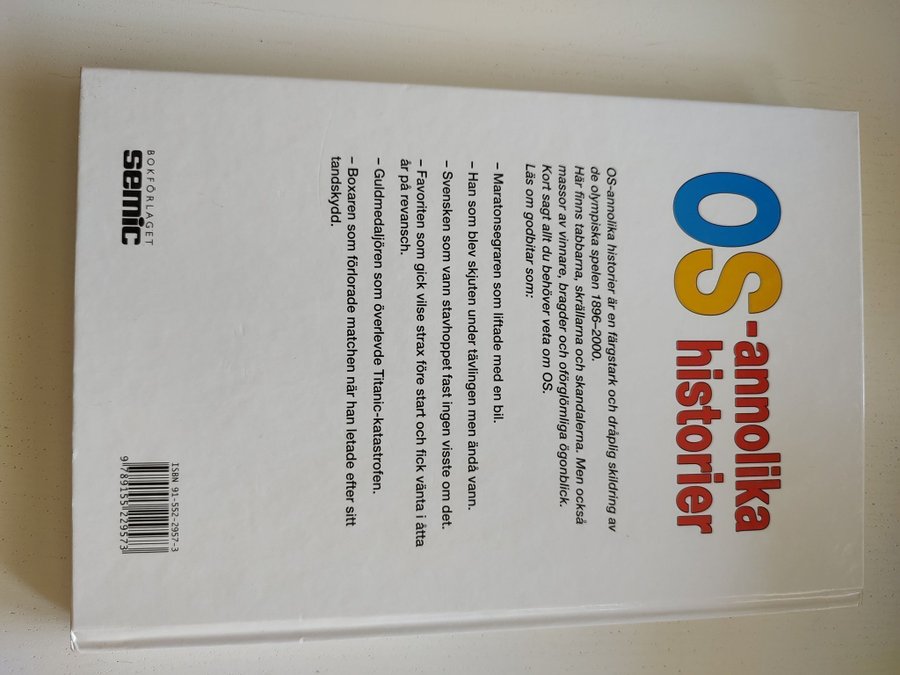 OS-annolika
historier
OS-annolika historier är en färgstark och dråplig skildring av
de olympiska spelen 1896–2000.
Här finns tabbarna, skrällarna och skandalerna. Men också
massor av vinnare, bragder och oförglömliga ögonblick.
Kort sagt allt du behöver veta om OS.
Läs om godbitar som:
– Maratonsegraren som liftade med en bil.
– Han som blev skjuten under tävlingen men ändå vann.
– Svensken som vann stavhoppet fast ingen visste om det.
– Favoriten som gick vilse strax före start och fick vänta i åtta
år på revansch.
– Guldmedaljören som överlevde Titanic-katastrofen.
– Boxaren som förlorade matchen när han letade efter sitt
tandskydd.
BOKFÖRLAGET
semic
ISBN 91-552-2957-3
9 789155 229573